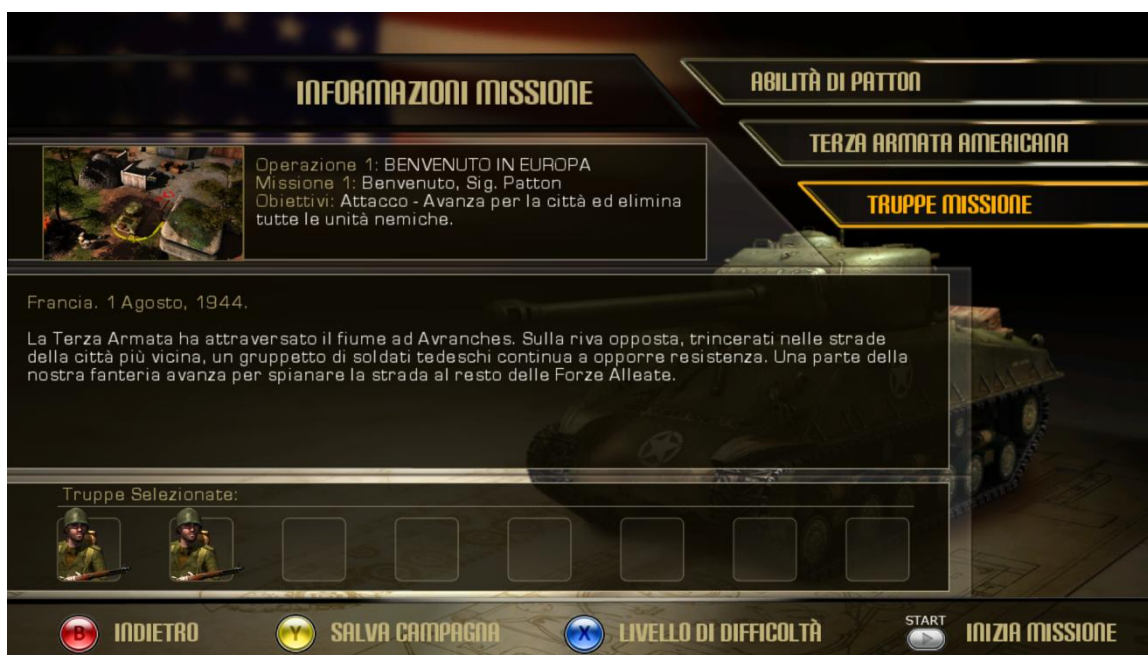 INFORMAZIONI MISSIONE
ABILITÀ DI PATTON
TERZA ARMATA AMERICANA
TRUPPE MISSIONE
Operazione 1: BENVENUTO IN EUROPA
Missione 1: Benvenuto, Sig. Patton
Obiettivi: Attacco - Avanza per la città ed elimina
tutte le unità nemiche.
Francia. 1 Agosto, 1944.
La Terza Armata ha attraversato il fiume ad Avranches. Sulla riva opposta, trincerati nelle strade
della città più vicina, un gruppetto di soldati tedeschi continua a opporre resistenza. Una parte della
nostra fanteria avanza per spianare la strada al resto delle Forze Alleate.
Truppe Selezionate:
B INDIETRO
Y SALVA CAMPAGNA
X LIVELLO DI DIFFICOLTÀ
START INIZIA MISSIONE